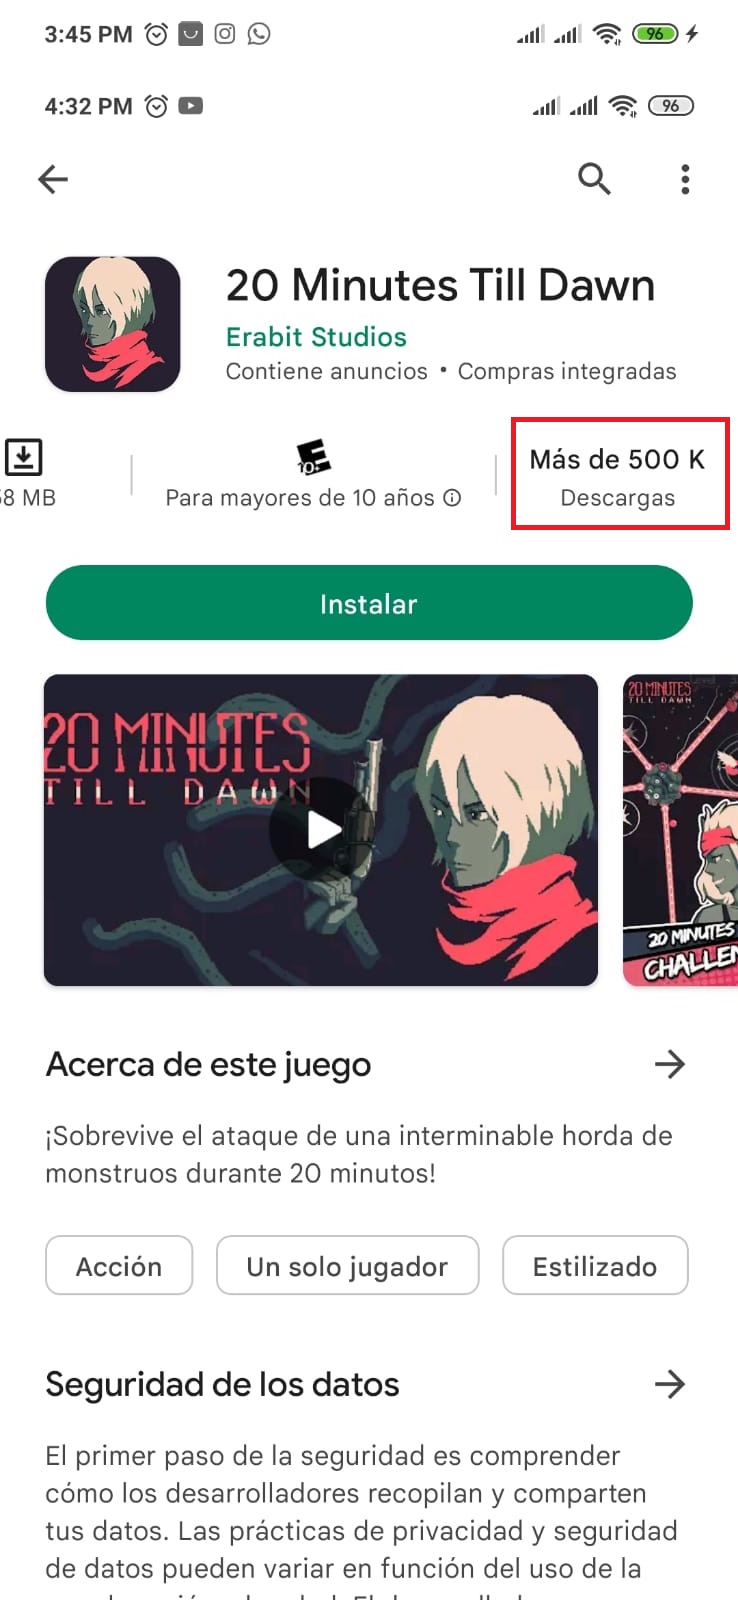 3:45 PM 96
4:32 PM 96
20 Minutes Till Dawn
Erabit Studios
Contiene anuncios • Compras integradas
8 MB
E 10+
Para mayores de 10 años
Más de 500 K
Descargas
Instalar
20 MINUTES
TILL DAWN
20 MINUTES
TILL DAWN
20 MINUTES
Acerca de este juego
¡Sobrevive el ataque de una interminable horda de
monstruos durante 20 minutos!
Acción
Un solo jugador
Estilizado
Seguridad de los datos
El primer paso de la seguridad es comprender
cómo los desarrolladores recopilan y comparten
tus datos. Las prácticas de privacidad y seguridad
de datos pueden variar en función del uso de la